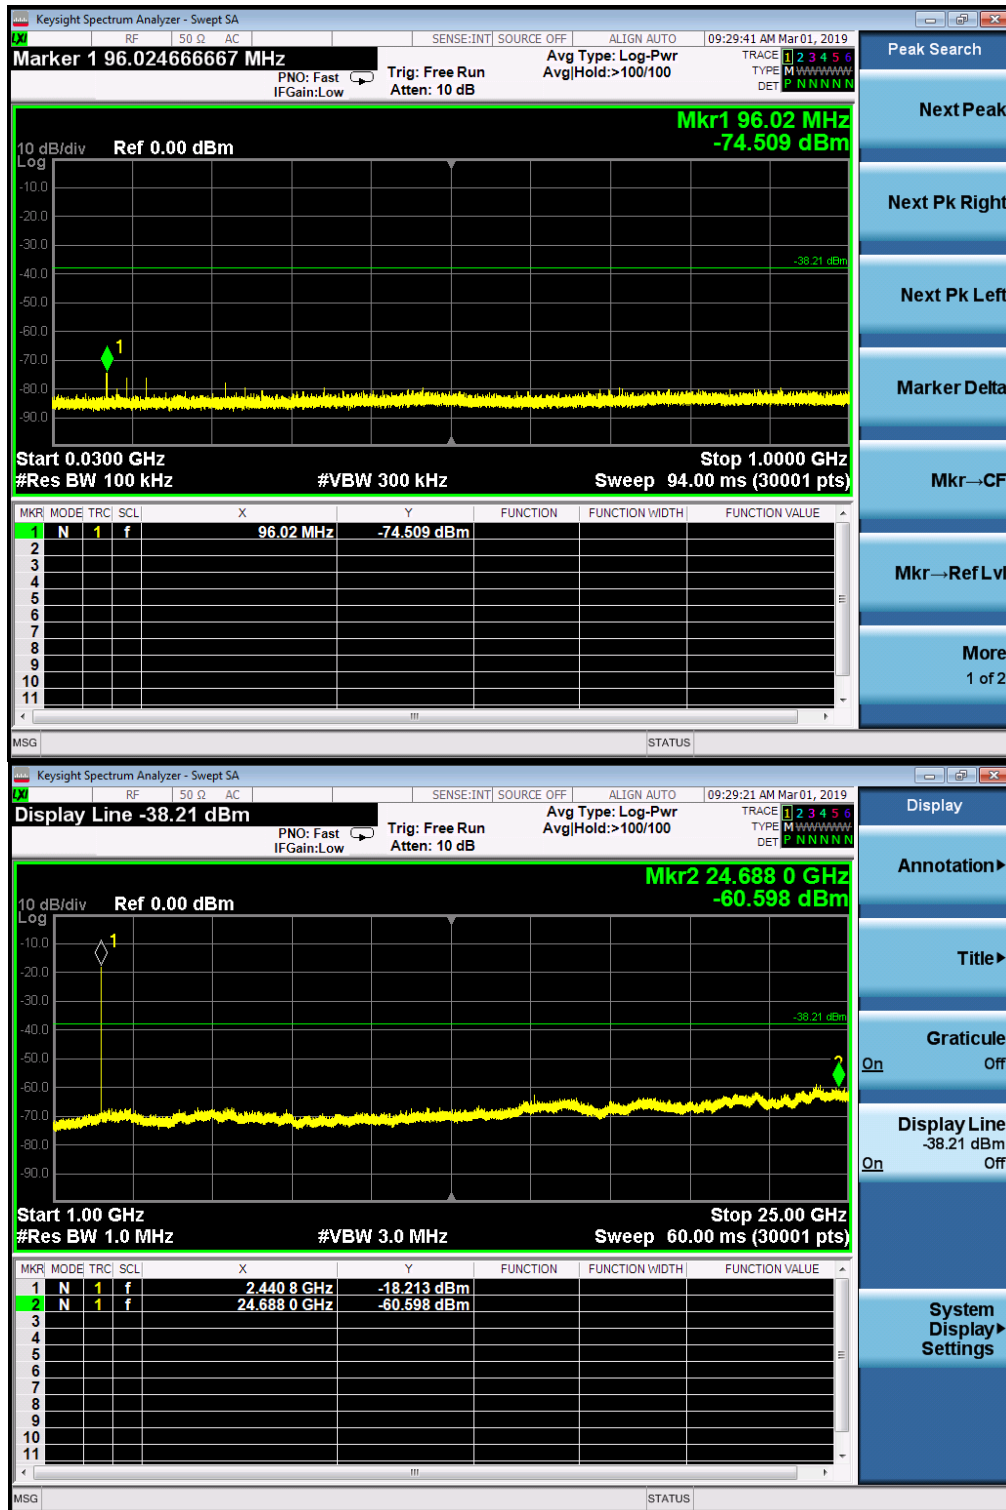 Keysight Spectrum Analyzer - Swept SA
LXI RF 50 Ω AC SENSE:INT SOURCE OFF ALIGN AUTO 09:29:41 AM Mar 01, 2019
Marker 1 96.024666667 MHz
PNO: Fast
IFGain:Low
Trig: Free Run
Atten: 10 dB
Avg Type: Log-Pwr
Avg|Hold:>100/100
TRACE 1 2 3 4 5 6
TYPE M W W W W W
DET P N N N N N
Mkr1 96.02 MHz
-74.509 dBm
10 dB/div Ref 0.00 dBm
Log
-10.0
-20.0
-30.0
-38.21 dBm
-40.0
-50.0
-60.0
1
-70.0
-80.0
-90.0
Start 0.0300 GHz Stop 1.0000 GHz
#Res BW 100 kHz #VBW 300 kHz Sweep 94.00 ms (30001 pts)
MKR MODE TRC SCL X Y FUNCTION FUNCTION WIDTH FUNCTION VALUE
1 N 1 f 96.02 MHz -74.509 dBm
2
3
4
5
6
7
8
9
10
11
MSG STATUS
Peak Search
Next Peak
Next Pk Right
Next Pk Left
Marker Delta
Mkr→CF
Mkr→Ref Lvl
More
1 of 2
Keysight Spectrum Analyzer - Swept SA
LXI RF 50 Ω AC SENSE:INT SOURCE OFF ALIGN AUTO 09:29:21 AM Mar 01, 2019
Display Line -38.21 dBm
PNO: Fast
IFGain:Low
Trig: Free Run
Atten: 10 dB
Avg Type: Log-Pwr
Avg|Hold:>100/100
TRACE 1 2 3 4 5 6
TYPE M W W W W W
DET P N N N N N
Mkr2 24.688 0 GHz
-60.598 dBm
10 dB/div Ref 0.00 dBm
Log
1
-10.0
-20.0
-30.0
-38.21 dBm
-40.0
-50.0
2
-60.0
-70.0
-80.0
-90.0
Start 1.00 GHz Stop 25.00 GHz
#Res BW 1.0 MHz #VBW 3.0 MHz Sweep 60.00 ms (30001 pts)
MKR MODE TRC SCL X Y FUNCTION FUNCTION WIDTH FUNCTION VALUE
1 N 1 f 2.440 8 GHz -18.213 dBm
2 N 1 f 24.688 0 GHz -60.598 dBm
3
4
5
6
7
8
9
10
11
MSG STATUS
Display
Annotation
Title
Graticule
On Off
Display Line
-38.21 dBm
On Off
System
Display
Settings